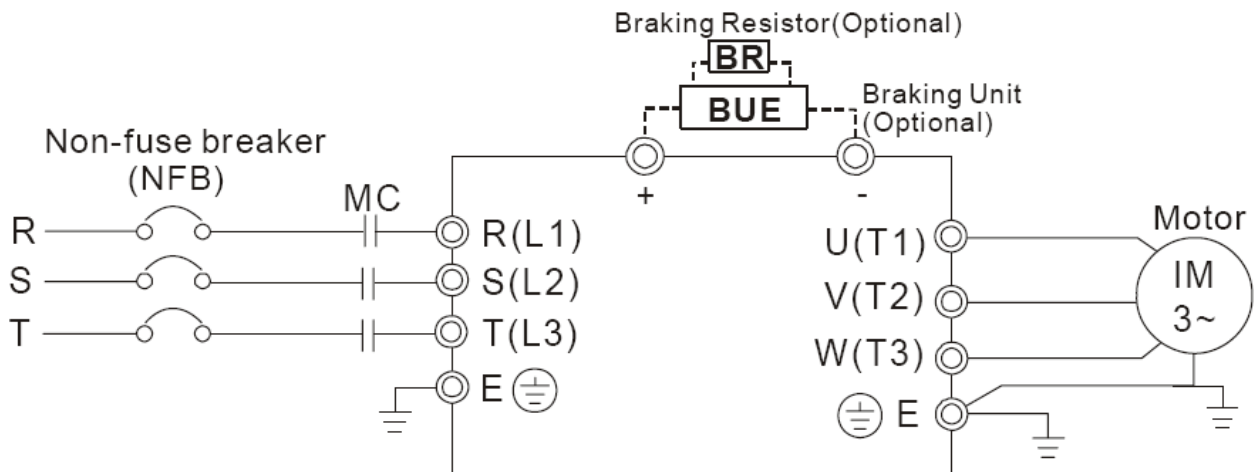 Braking Resistor(Optional)
BR
BUE
Braking Unit
(Optional)
Non-fuse breaker
(NFB)
+
-
MC
Motor
R
R(L1)
U(T1)
IM
3~
S
S(L2)
V(T2)
T
T(L3)
W(T3)
E
E